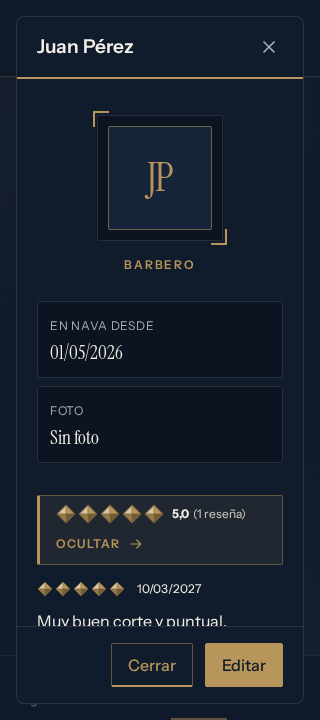 Juan Pérez
JP
BARBERO
EN NAVA DESDE
01/05/2026
FOTO
Sin foto
5,0 (1 reseña)
OCULTAR →
10/03/2027
Muy buen corte y puntual.
Cerrar
Editar